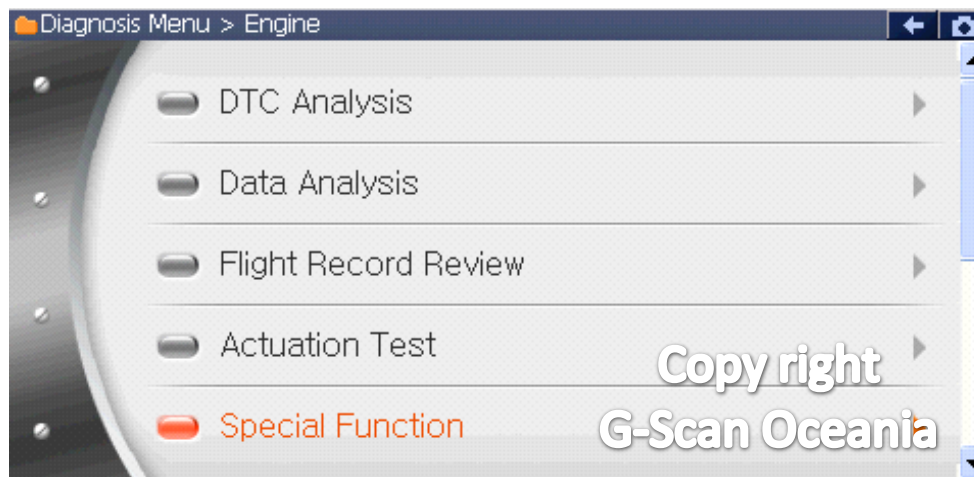 Diagnosis Menu > Engine
DTC Analysis
Data Analysis
Flight Record Review
Actuation Test
Special Function
Copy right
G-Scan Oceania